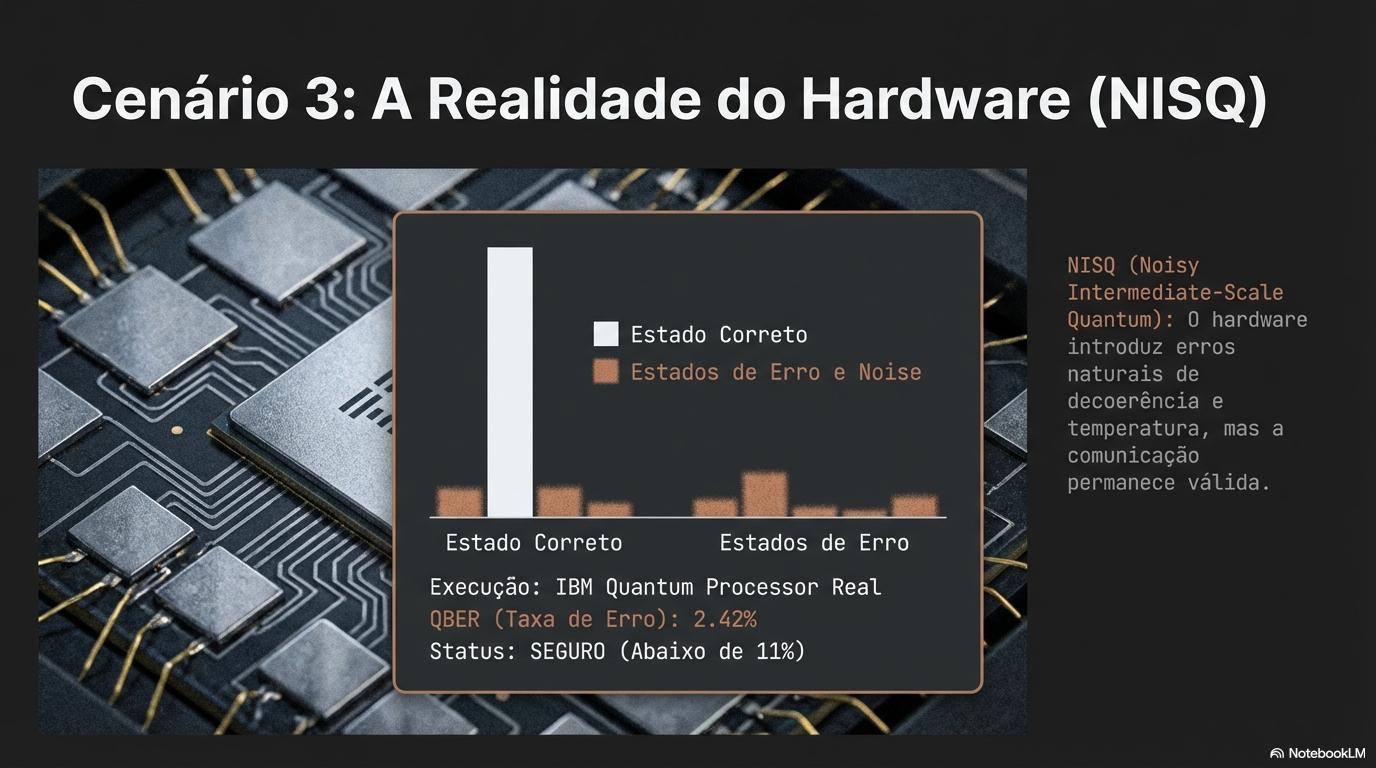 Cenário 3: A Realidade do Hardware (NISQ)
Estado Correto
Estados de Erro e Noise
Estado Correto
Estados de Erro
Execução: IBM Quantum Processor Real
QBER (Taxa de Erro): 2.42%
Status: SEGURO (Abaixo de 11%)
NISQ (Noisy
Intermediate-Scale
Quantum): O hardware
introduz erros
naturais de
decoerência e
temperatura, mas a
comunicação
permanece válida.
NotebookLM